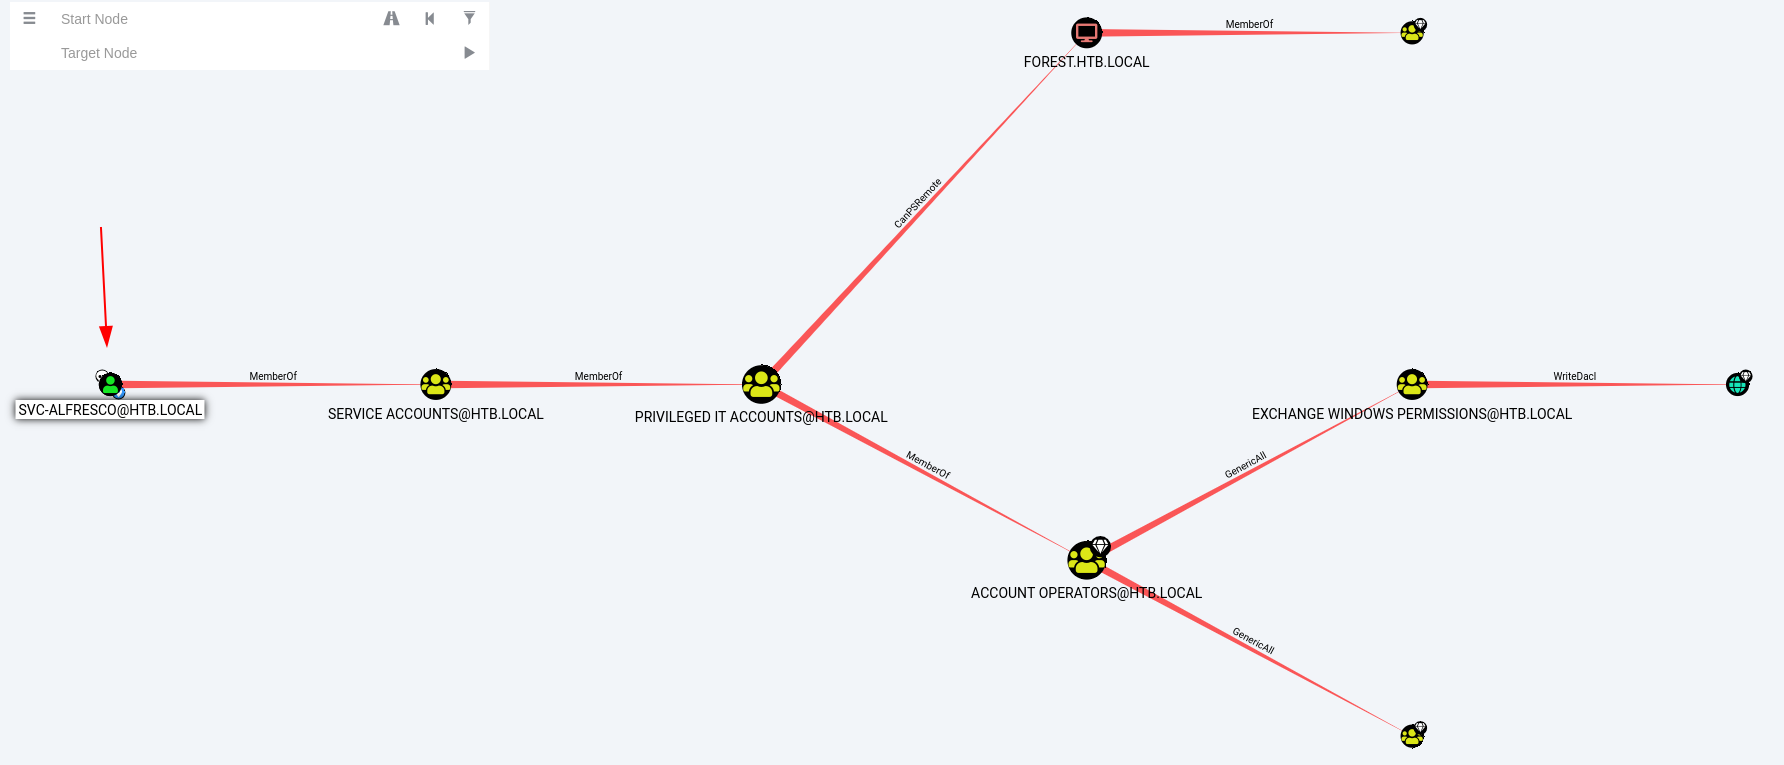 Start Node
Target Node
MemberOf
FOREST.HTB.LOCAL
CanPSRemote
MemberOf
MemberOf
WriteDacl
SVC-ALFRESCO@HTB.LOCAL
SERVICE ACCOUNTS@HTB.LOCAL
PRIVILEGED IT ACCOUNTS@HTB.LOCAL
EXCHANGE WINDOWS PERMISSIONS@HTB.LOCAL
MemberOf
GenericAll
ACCOUNT OPERATORS@HTB.LOCAL
GenericAll